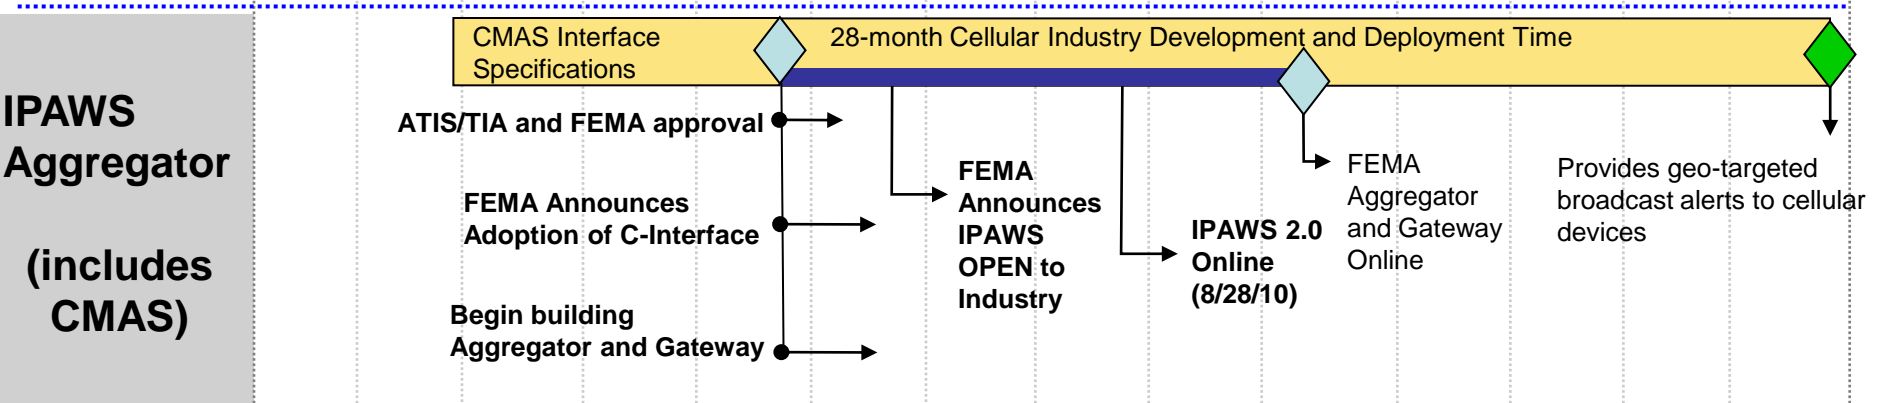 IPAWS
Aggregator
(includes
CMAS)
CMAS Interface
Specifications
28-month Cellular Industry Development and Deployment Time
ATIS/TIA and FEMA approval
FEMA Announces
Adoption of C-Interface
Begin building
Aggregator and Gateway
FEMA
Announces
IPAWS
OPEN to
Industry
IPAWS 2.0
Online
(8/28/10)
FEMA
Aggregator
and Gateway
Online
Provides geo-targeted
broadcast alerts to cellular
devices